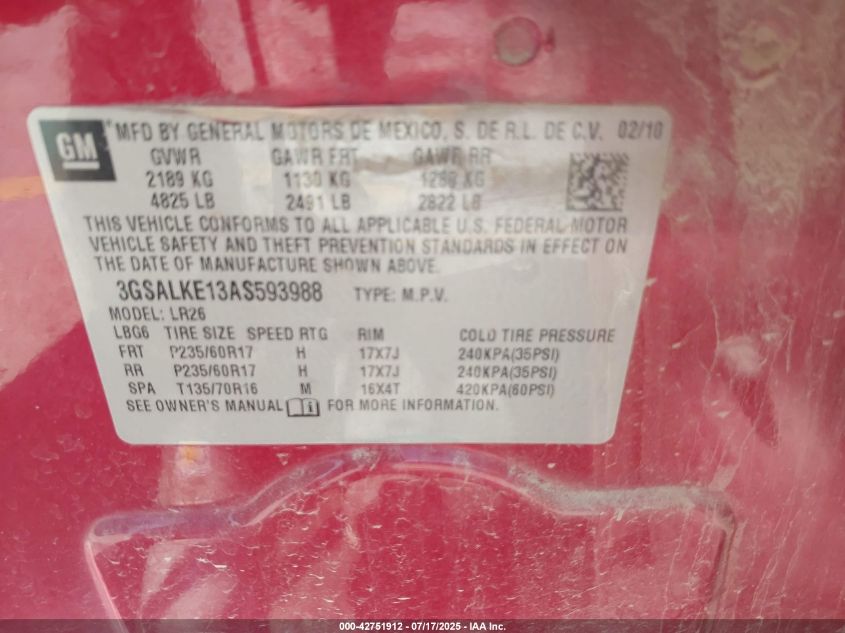 GM
MFD BY GENERAL MOTORS DE MEXICO, S. DE R.L. DE C.V. 02/10
GVWR GAWR FRT GAWR RR
2189 KG 1130 KG 1280 KG
4825 LB 2491 LB 2822 LB
THIS VEHICLE CONFORMS TO ALL APPLICABLE U.S. FEDERAL MOTOR
VEHICLE SAFETY AND THEFT PREVENTION STANDARDS IN EFFECT ON
THE DATE OF MANUFACTURE SHOWN ABOVE.
3GSALKE13AS593988 TYPE: M.P.V.
MODEL: LR26
LBG6 TIRE SIZE SPEED RTG RIM COLD TIRE PRESSURE
FRT P235/60R17 H 17X7J 240KPA(35PSI)
RR P235/60R17 H 17X7J 240KPA(35PSI)
SPA T135/70R16 M 16X4T 420KPA(60PSI)
SEE OWNER'S MANUAL FOR MORE INFORMATION.
000-42751912 - 07/17/2025 - IAA Inc.